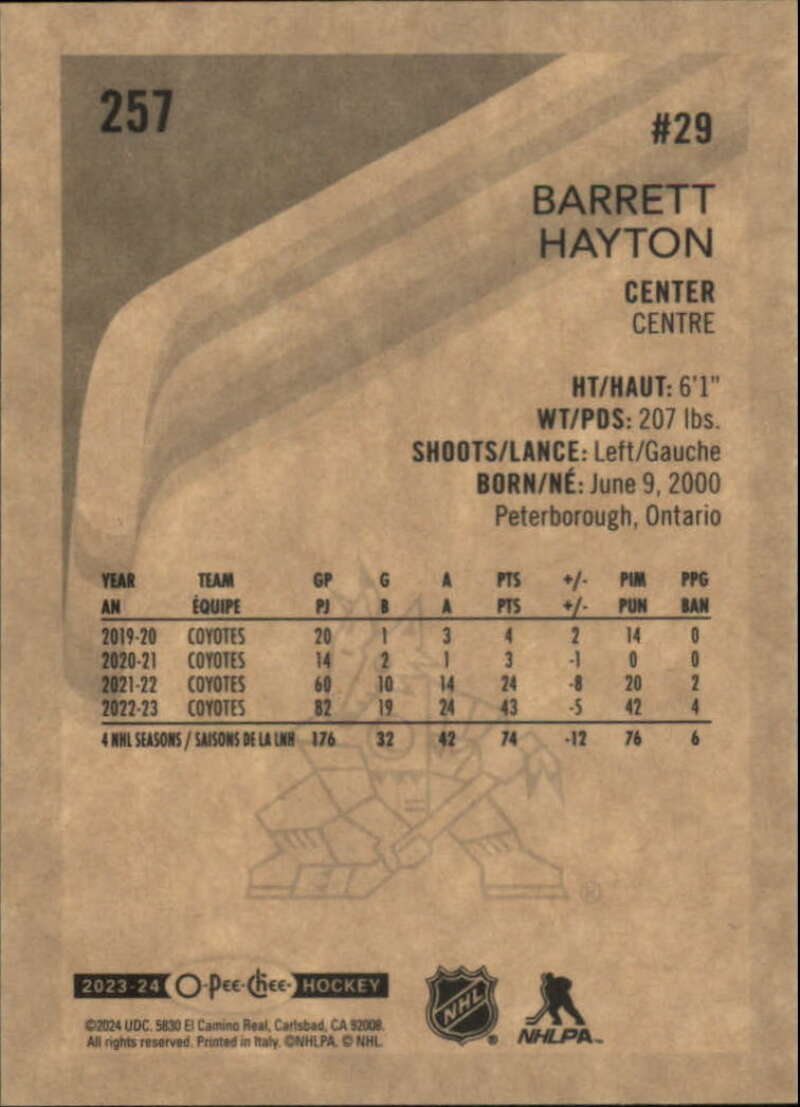 257
#29
BARRETT
HAYTON
CENTER
CENTRE
HT/HAUT: 6'1"
WT/PDS: 207 lbs.
SHOOTS/LANCE: Left/Gauche
BORN/NÉ: June 9, 2000
Peterborough, Ontario
YEAR TEAM GP G A PTS +/- PIM PPG
AN ÉQUIPE PJ B A PTS +/- PUN BAN
2019-20 COYOTES 20 1 3 4 2 14 0
2020-21 COYOTES 14 2 1 3 -1 0 0
2021-22 COYOTES 60 10 14 24 -8 20 2
2022-23 COYOTES 82 19 24 43 -5 42 4
4 NHL SEASONS / SAISONS DE LA LNH 176 32 42 74 -12 76 6
®
2023-24 O-Pee-Chee HOCKEY
©2024 UDC. 5830 El Camino Real, Carlsbad, CA 92008.
All rights reserved. Printed in Italy. ©NHLPA. © NHL.
NHL ®
NHLPA™